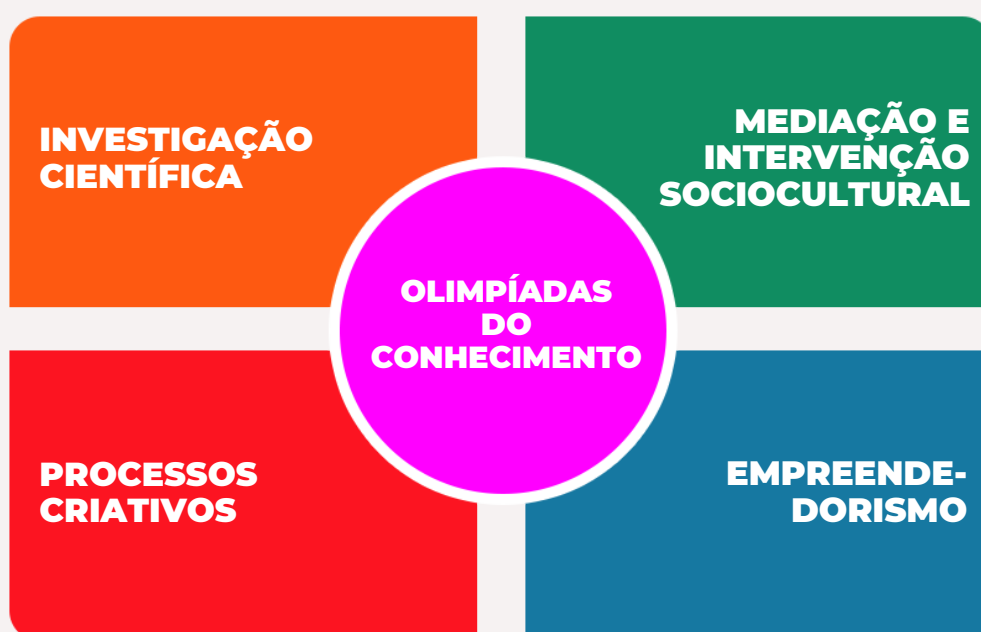 INVESTIGAÇÃO
CIENTÍFICA
MEDIAÇÃO E
INTERVENÇÃO
SOCIOCULTURAL
OLIMPÍADAS
DO
CONHECIMENTO
PROCESSOS
CRIATIVOS
EMPREENDE-
DORISMO